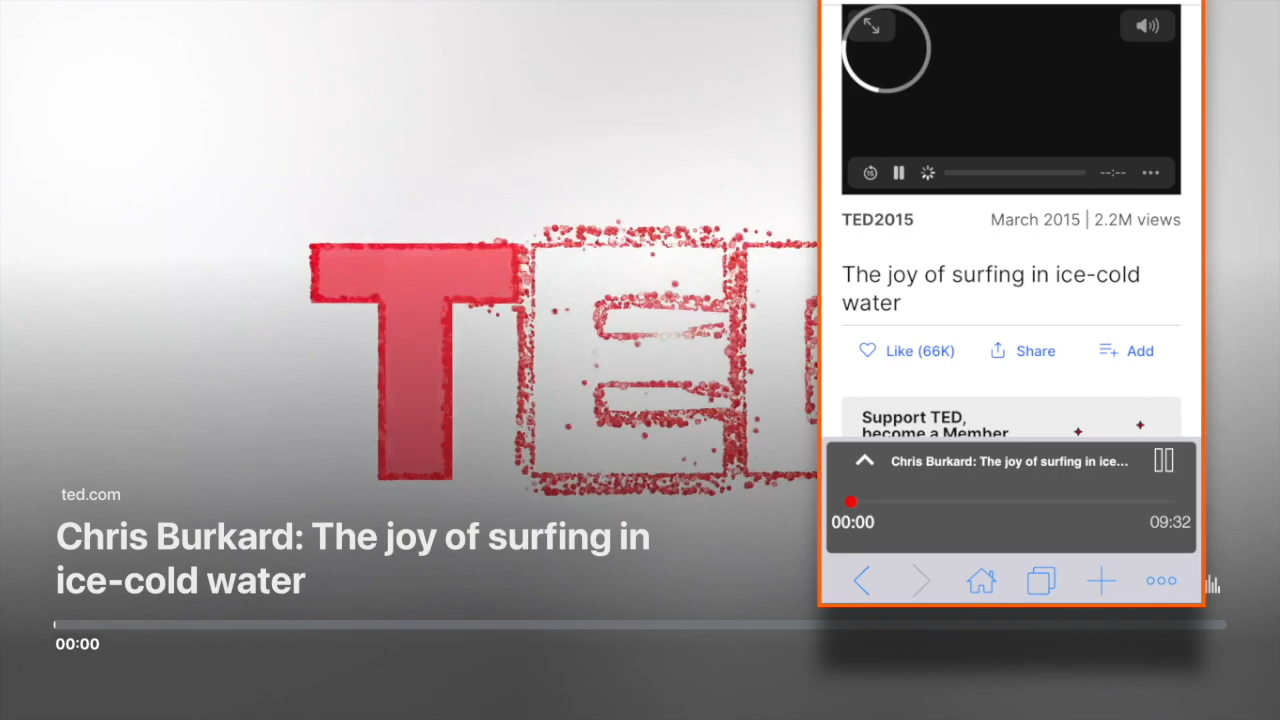 TED
ted.com
Chris Burkard: The joy of surfing in
ice-cold water
00:00
15
--:--
TED2015
March 2015 | 2.2M views
The joy of surfing in ice-cold
water
Like (66K)
Share
Add
Support TED,
become a Member
Chris Burkard: The joy of surfing in ice...
00:00
09:32